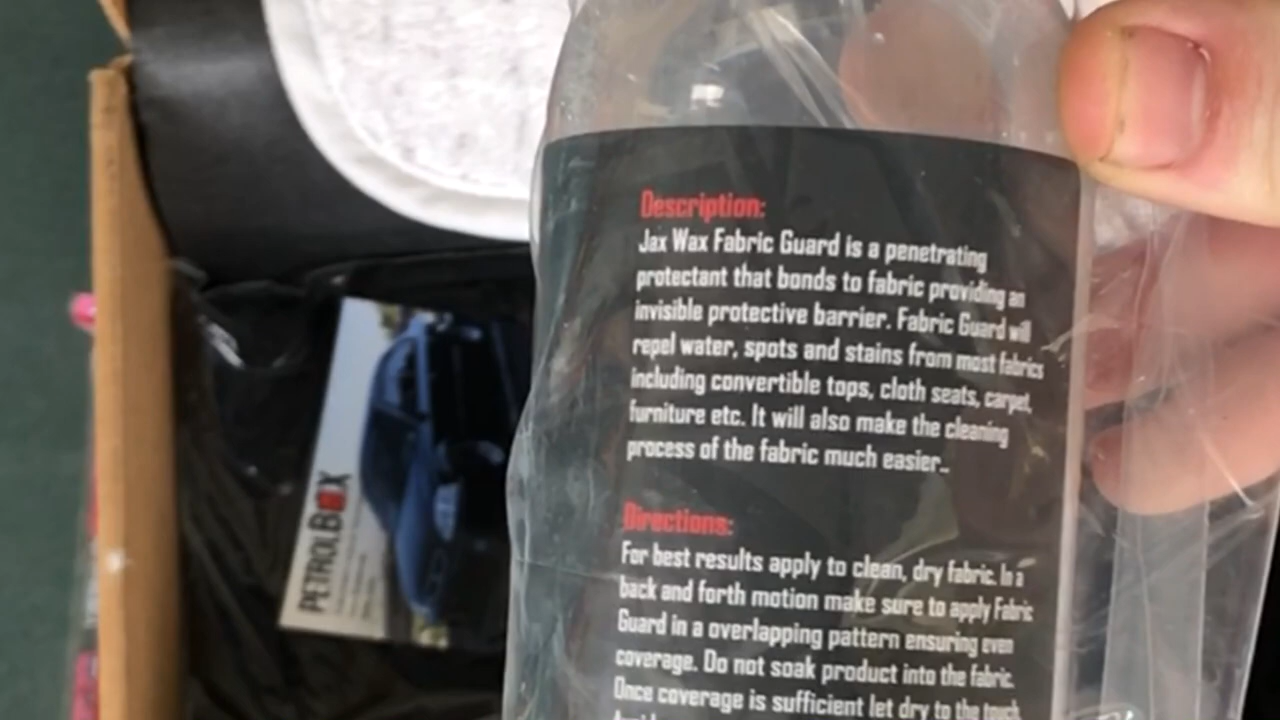 Description:
Jax Wax Fabric Guard is a penetrating
protectant that bonds to fabric providing an
invisible protective barrier. Fabric Guard will
repel water, spots and stains from most fabrics
including convertible tops, cloth seats, carpet,
furniture etc. It will also make the cleaning
process of the fabric much easier..
Directions:
For best results apply to clean, dry fabric. In a
back and forth motion make sure to apply Fabric
Guard in a overlapping pattern ensuring even
coverage. Do not soak product into the fabric.
Once coverage is sufficient let dry to the touch.
PETROLBOX